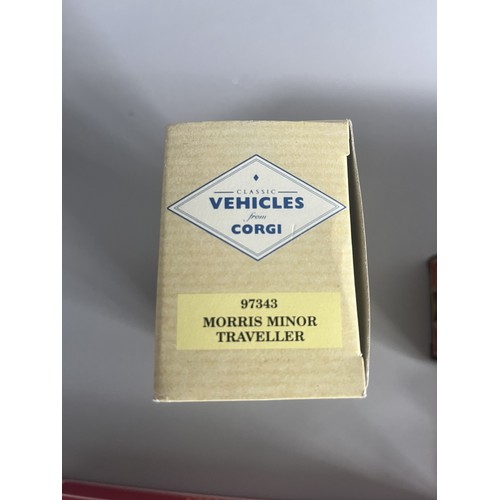 CLASSIC
VEHICLES
from
CORGI
97343
MORRIS MINOR
TRAVELLER